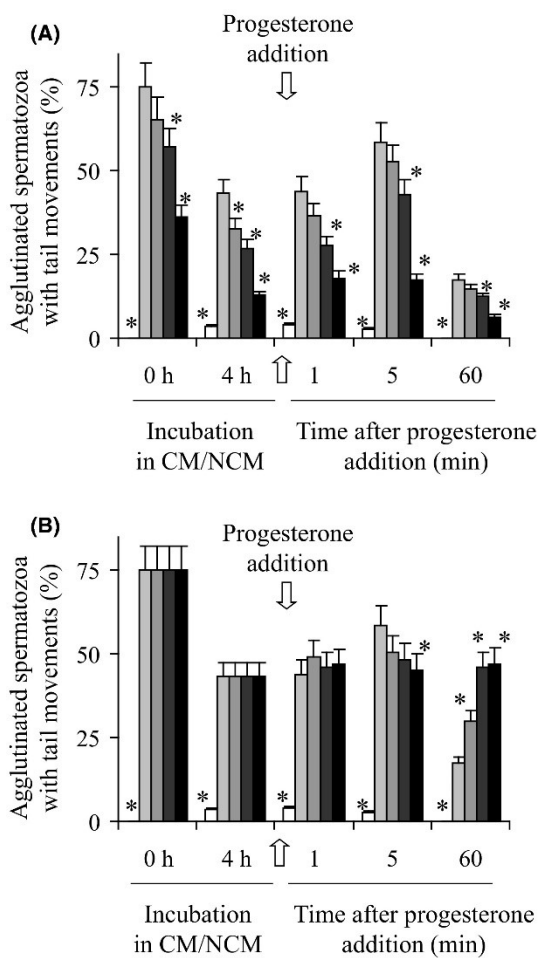 (A)
Progesterone
addition
Agglutinated spermatozoa
with tail movements (%)
75
50
25
0
* * * * * * * * * * * * * * *
0 h 4 h 1 5 60
Incubation
in CM/NCM
Time after progesterone
addition (min)
(B)
Progesterone
addition
Agglutinated spermatozoa
with tail movements (%)
75
50
25
0
* * * * * * * * *
0 h 4 h 1 5 60
Incubation
in CM/NCM
Time after progesterone
addition (min)